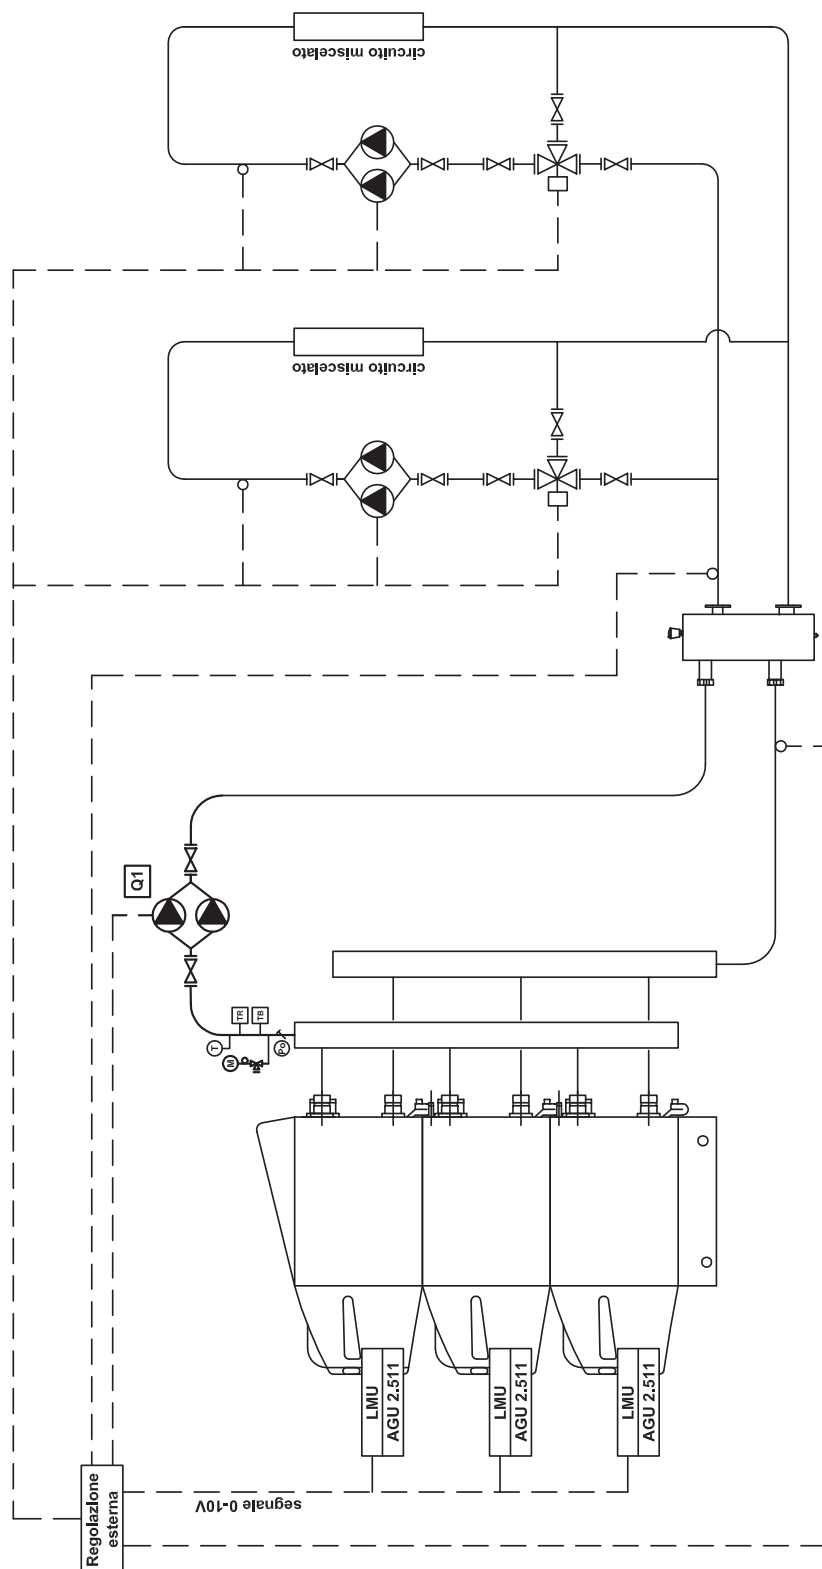 circuito miscelato
circuito miscelato
Q1
TR
TB
T
M
Po
LMU
AGU 2.511
LMU
AGU 2.511
LMU
AGU 2.511
segnale 0-10V
Regolazione
esterna